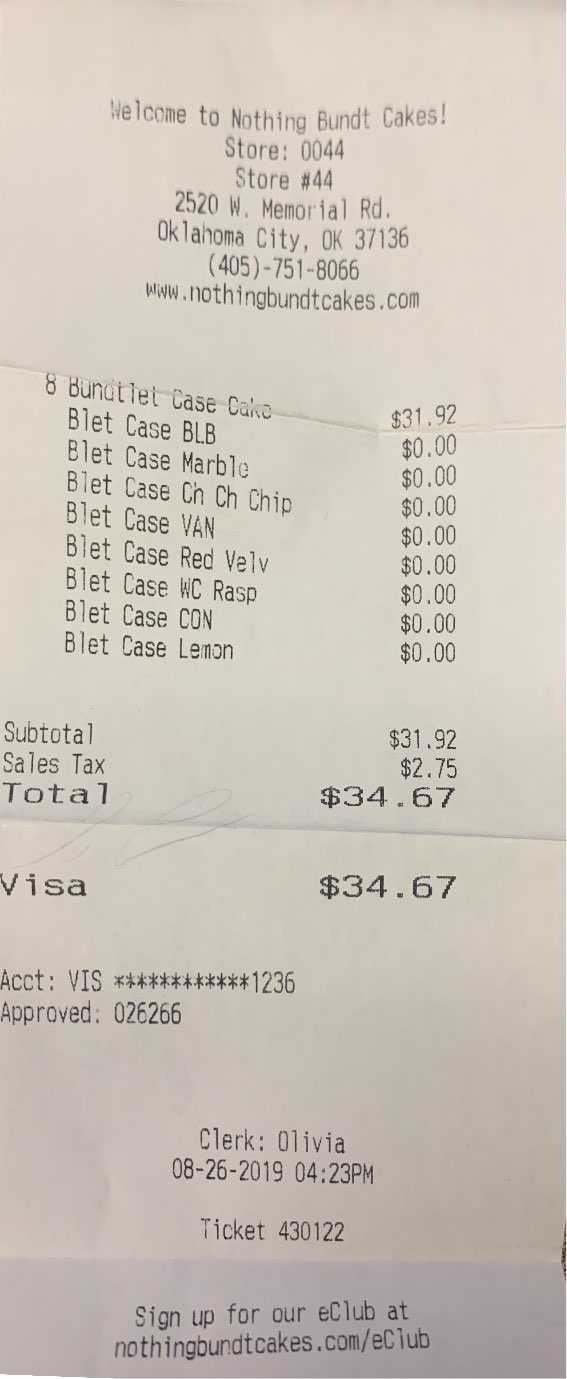 Welcome to Nothing Bundt Cakes!
Store: 0044
Store #44
2520 W. Memorial Rd.
Oklahoma City, OK 37136
(405)-751-8066
www.nothingbundtcakes.com
8 Bundtlet Case Cake $31.92
Blet Case BLB $0.00
Blet Case Marble $0.00
Blet Case Ch Ch Chip $0.00
Blet Case VAN $0.00
Blet Case Red Velv $0.00
Blet Case WC Rasp $0.00
Blet Case CON $0.00
Blet Case Lemon $0.00
Subtotal $31.92
Sales Tax $2.75
Total $34.67
Visa $34.67
Acct: VIS ************1236
Approved: 026266
Clerk: Olivia
08-26-2019 04:23PM
Ticket 430122
Sign up for our eClub at
nothingbundtcakes.com/eClub